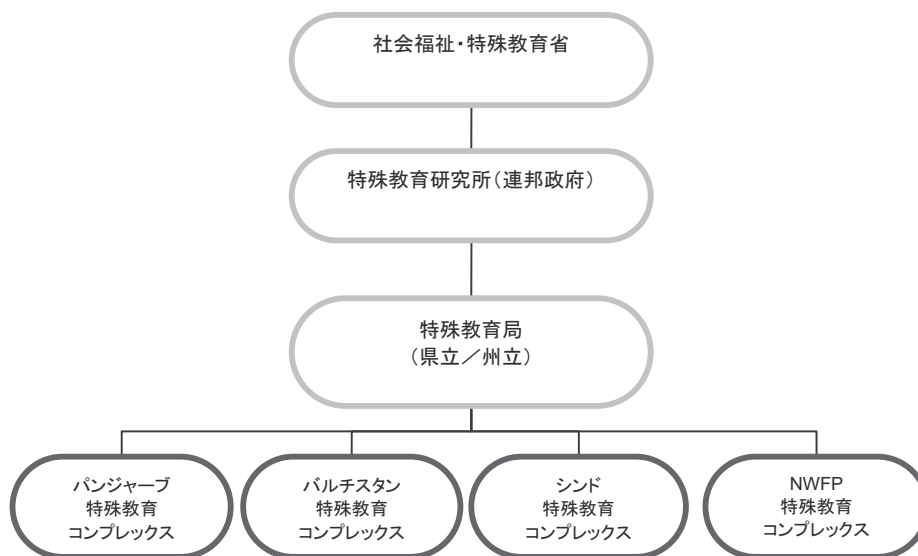 社会福祉・特殊教育省
特殊教育研究所（連邦政府）
特殊教育局
（県立／州立）
パンジャーブ
特殊教育
コンプレックス
バルチスタン
特殊教育
コンプレックス
シンド
特殊教育
コンプレックス
NWFP
特殊教育
コンプレックス